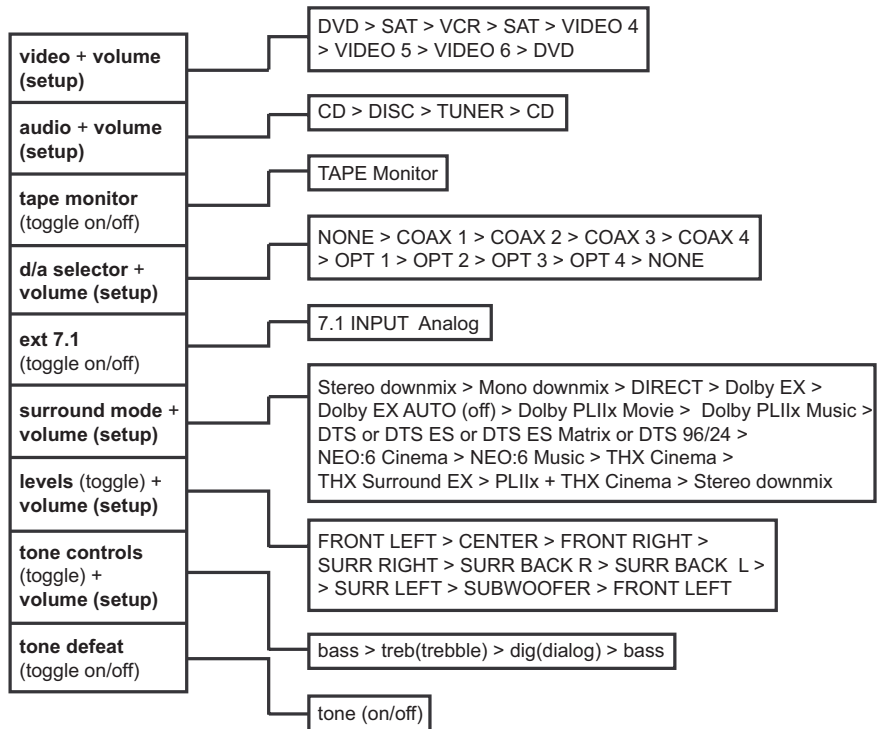 video + volume
(setup)
DVD > SAT > VCR > SAT > VIDEO 4
> VIDEO 5 > VIDEO 6 > DVD
audio + volume
(setup)
CD > DISC > TUNER > CD
tape monitor
(toggle on/off)
TAPE Monitor
d/a selector +
volume (setup)
NONE > COAX 1 > COAX 2 > COAX 3 > COAX 4
> OPT 1 > OPT 2 > OPT 3 > OPT 4 > NONE
ext 7.1
(toggle on/off)
7.1 INPUT Analog
surround mode +
volume (setup)
Stereo downmix > Mono downmix > DIRECT > Dolby EX >
Dolby EX AUTO (off) > Dolby PLIIx Movie > Dolby PLIIx Music >
DTS or DTS ES or DTS ES Matrix or DTS 96/24 >
NEO:6 Cinema > NEO:6 Music > THX Cinema >
THX Surround EX > PLIIx + THX Cinema > Stereo downmix
levels (toggle) +
volume (setup)
FRONT LEFT > CENTER > FRONT RIGHT >
SURR RIGHT > SURR BACK R > SURR BACK L >
> SURR LEFT > SUBWOOFER > FRONT LEFT
tone controls
(toggle) +
volume (setup)
bass > treb(trebble) > dig(dialog) > bass
tone defeat
(toggle on/off)
tone (on/off)